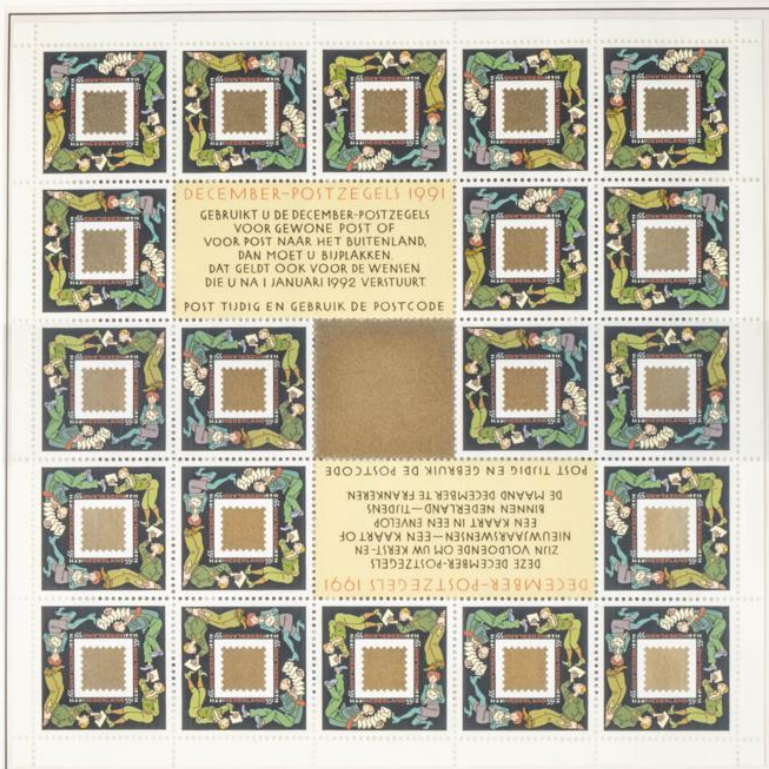 DECEMBER-POSTZEGELS 1991
GEBRUIKT U DE DECEMBER-POSTZEGELS
VOOR GEWONE POST OF
VOOR POST NAAR HET BUITENLAND,
DAN MOET U BIJPLAKKEN.
DAT GELDT OOK VOOR DE WENSEN
DIE U NA 1 JANUARI 1992 VERSTUURT.
POST TIJDIG EN GEBRUIK DE POSTCODE
DECEMBER-POSTZEGELS 1991
DEZE DECEMBER-POSTZEGELS
ZIJN VOLDOENDE OM UW KERST- EN
NIEUWJAARSWENSEN—EEN KAART OF
EEN KAART IN EEN ENVELOP
BINNEN NEDERLAND—TIJDENS
DE MAAND DECEMBER TE FRANKEREN.
POST TIJDIG EN GEBRUIK DE POSTCODE
NEDERLAND
55